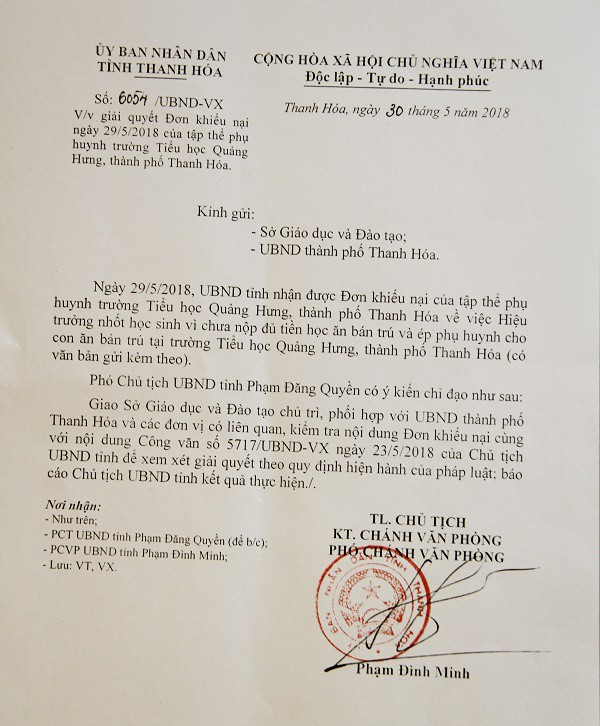 ỦY BAN NHÂN DÂN
TỈNH THANH HÓA
CỘNG HÒA XÃ HỘI CHỦ NGHĨA VIỆT NAM
Độc lập - Tự do - Hạnh phúc
Số: 6054 /UBND-VX
V/v giải quyết Đơn khiếu nại
ngày 29/5/2018 của tập thể phụ
huynh trường Tiểu học Quảng
Hưng, thành phố Thanh Hóa.
Thanh Hóa, ngày 30 tháng 5 năm 2018
Kính gửi:
- Sở Giáo dục và Đào tạo;
- UBND thành phố Thanh Hóa.
Ngày 29/5/2018, UBND tỉnh nhận được Đơn khiếu nại của tập thể phụ
huynh trường Tiểu học Quảng Hưng, thành phố Thanh Hóa về việc Hiệu
trưởng nhốt học sinh vì chưa nộp đủ tiền học ăn bán trú và ép phụ huynh cho
con ăn bán trú tại trường Tiểu học Quảng Hưng, thành phố Thanh Hóa (có
văn bản gửi kèm theo).
Phó Chủ tịch UBND tỉnh Phạm Đăng Quyền có ý kiến chỉ đạo như sau:
Giao Sở Giáo dục và Đào tạo chủ trì, phối hợp với UBND thành phố
Thanh Hóa và các đơn vị có liên quan, kiểm tra nội dung Đơn khiếu nại cùng
với nội dung Công văn số 5717/UBND-VX ngày 23/5/2018 của Chủ tịch
UBND tỉnh để xem xét giải quyết theo quy định hiện hành của pháp luật; báo
cáo Chủ tịch UBND tỉnh kết quả thực hiện./.
Nơi nhận:
- Như trên;
- PCT UBND tỉnh Phạm Đăng Quyền (để b/c);
- PCVP UBND tỉnh Phạm Đình Minh;
- Lưu: VT, VX.
TL. CHỦ TỊCH
KT. CHÁNH VĂN PHÒNG
PHÓ CHÁNH VĂN PHÒNG
BAN NHÂN DÂN TỈNH THANH HÓA
Phạm Đình Minh